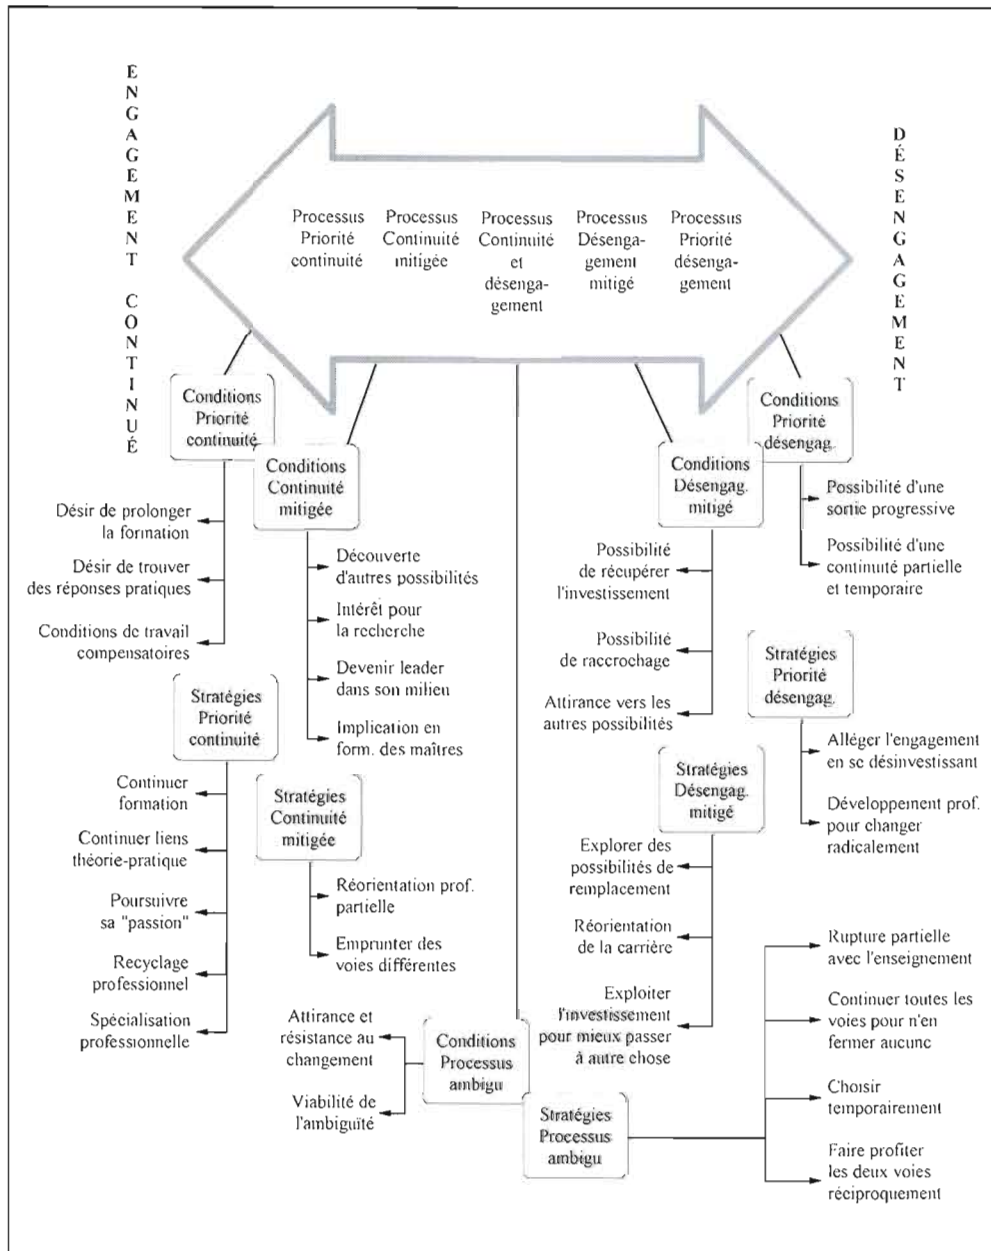 ENGAGEMENT CONTINUÉ
DÉSENGAGEMENT
Processus
Priorité
continuité
Processus
Continuité
mitigée
Processus
Continuité
et
désenga-
gement
Processus
Désenga-
gement
mitigé
Processus
Priorité
désenga-
gement
Conditions
Priorité
continuité
Désir de prolonger
la formation
Désir de trouver
des réponses pratiques
Conditions de travail
compensatoires
Conditions
Continuité
mitigée
Découverte
d'autres possibilités
Intérêt pour
la recherche
Devenir leader
dans son milieu
Implication en
form. des maîtres
Conditions
Désengag.
mitigé
Possibilité
de récupérer
l'investissement
Possibilité
de raccrochage
Attirance vers les
autres possibilités
Conditions
Priorité
désengag.
Possibilité d'une
sortie progressive
Possibilité d'une
continuité partielle
et temporaire
Stratégies
Priorité
continuité
Continuer
formation
Continuer liens
théorie-pratique
Poursuivre
sa "passion"
Recyclage
professionnel
Spécialisation
professionnelle
Stratégies
Continuité
mitigée
Réorientation prof.
partielle
Emprunter des
voies différentes
Stratégies
Désengag.
mitigé
Explorer des
possibilités de
remplacement
Réorientation
de la carrière
Exploiter
l'investissement
pour mieux passer
à autre chose
Stratégies
Priorité
désengag.
Alléger l'engagement
en se désinvestissant
Développement prof.
pour changer
radicalement
Conditions
Processus
ambigu
Attirance et
résistance au
changement
Viabilité de
l'ambiguïté
Stratégies
Processus
ambigu
Rupture partielle
avec l'enseignement
Continuer toutes les
voies pour n'en
fermer aucune
Choisir
temporairement
Faire profiter
les deux voies
réciproquement